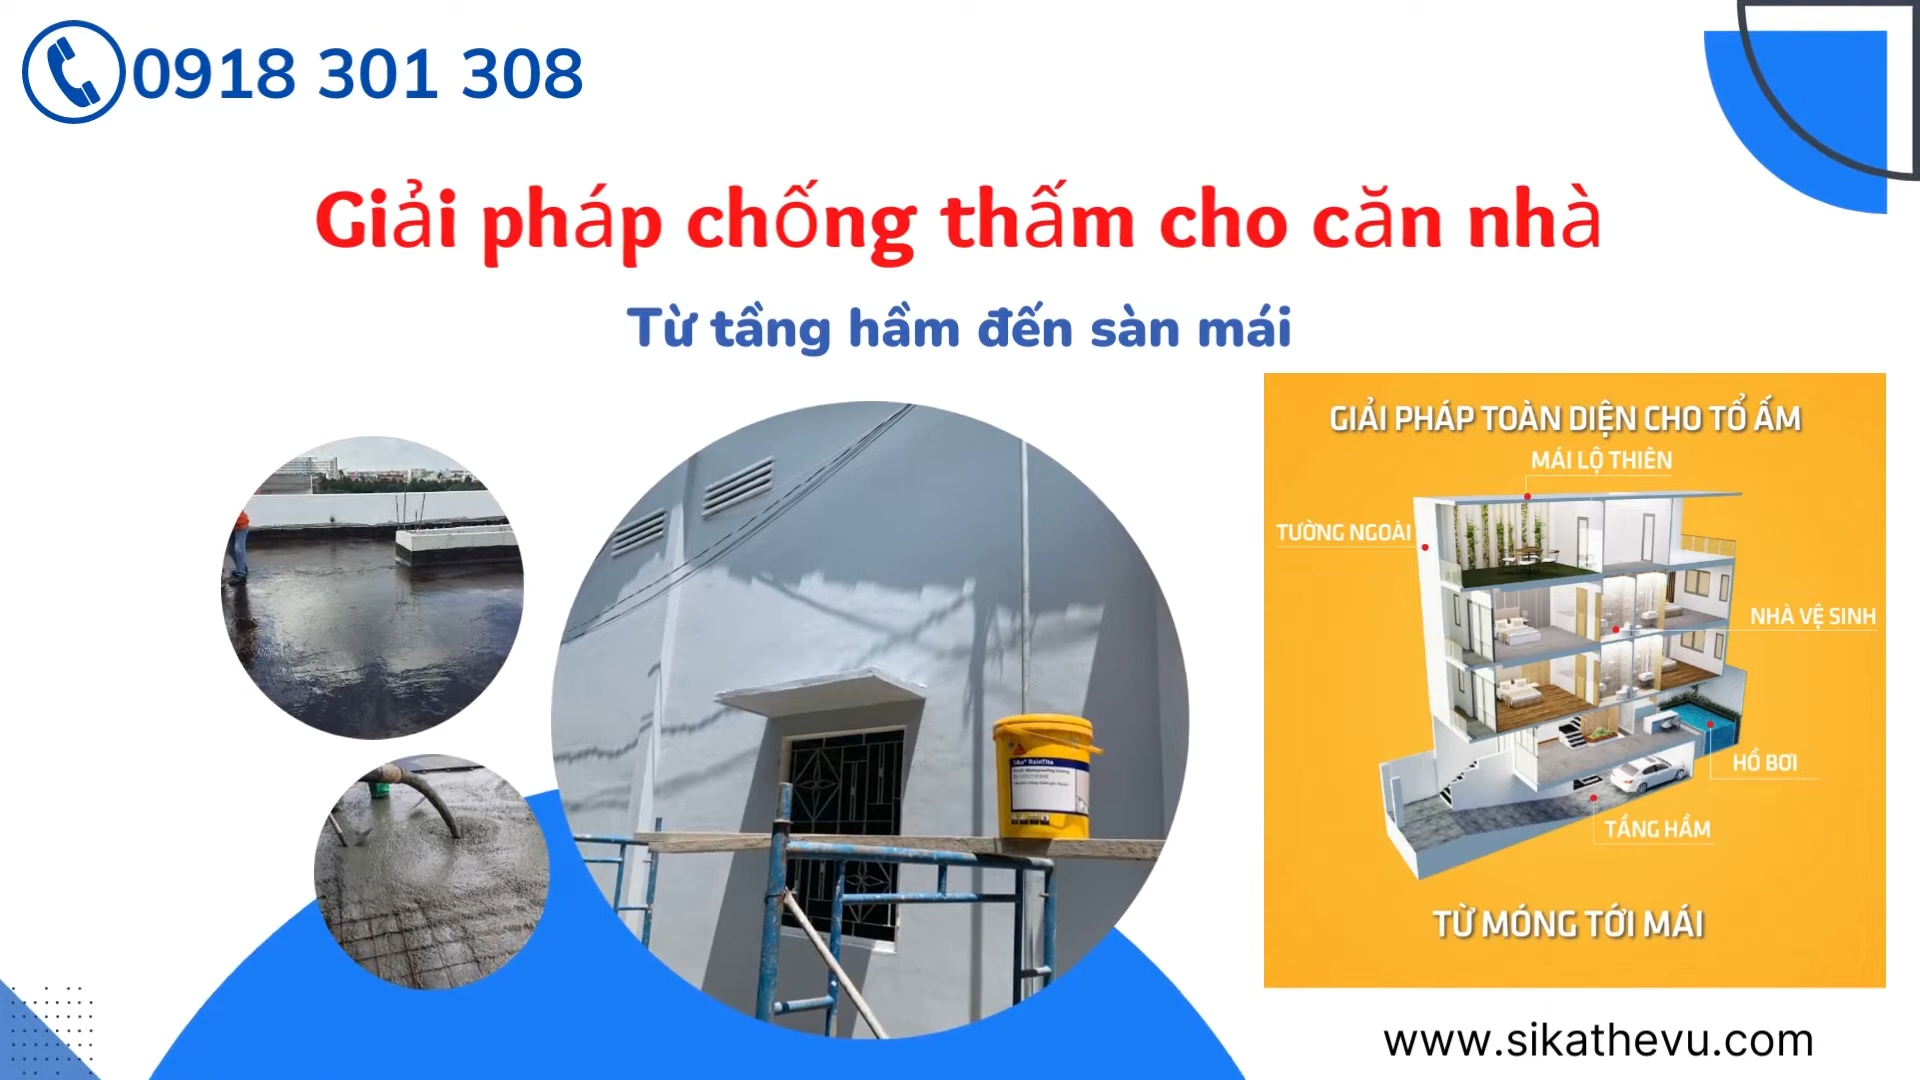 0918 301 308
Giải pháp chống thấm cho căn nhà
Từ tầng hầm đến sàn mái
GIẢI PHÁP TOÀN DIỆN CHO TỔ ẤM
MÁI LỘ THIÊN
TƯỜNG NGOÀI
NHÀ VỆ SINH
HỒ BƠI
TẦNG HẦM
TỪ MÓNG TỚI MÁI
Sika® RainTite
www.sikathevu.com